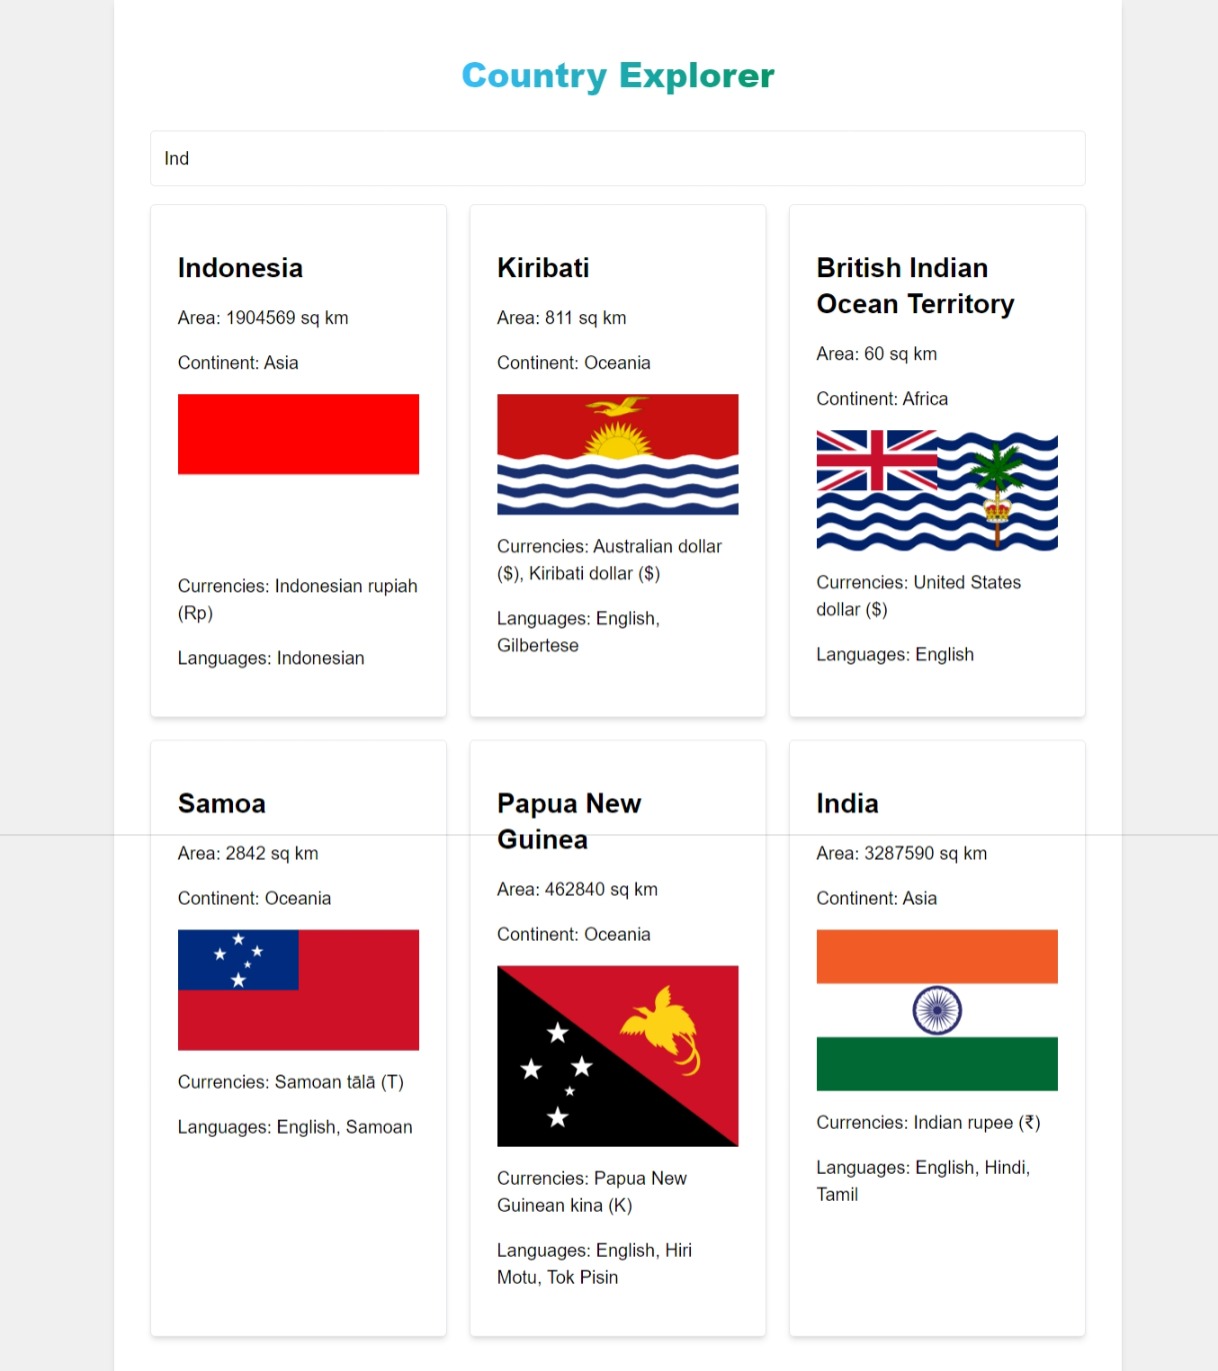 Country Explorer
Ind
Indonesia
Area: 1904569 sq km
Continent: Asia
Currencies: Indonesian rupiah
(Rp)
Languages: Indonesian
Kiribati
Area: 811 sq km
Continent: Oceania
Currencies: Australian dollar
($), Kiribati dollar ($)
Languages: English,
Gilbertese
British Indian
Ocean Territory
Area: 60 sq km
Continent: Africa
Currencies: United States
dollar ($)
Languages: English
Samoa
Area: 2842 sq km
Continent: Oceania
Currencies: Samoan tālā (T)
Languages: English, Samoan
Papua New
Guinea
Area: 462840 sq km
Continent: Oceania
Currencies: Papua New
Guinean kina (K)
Languages: English, Hiri
Motu, Tok Pisin
India
Area: 3287590 sq km
Continent: Asia
Currencies: Indian rupee (₹)
Languages: English, Hindi,
Tamil